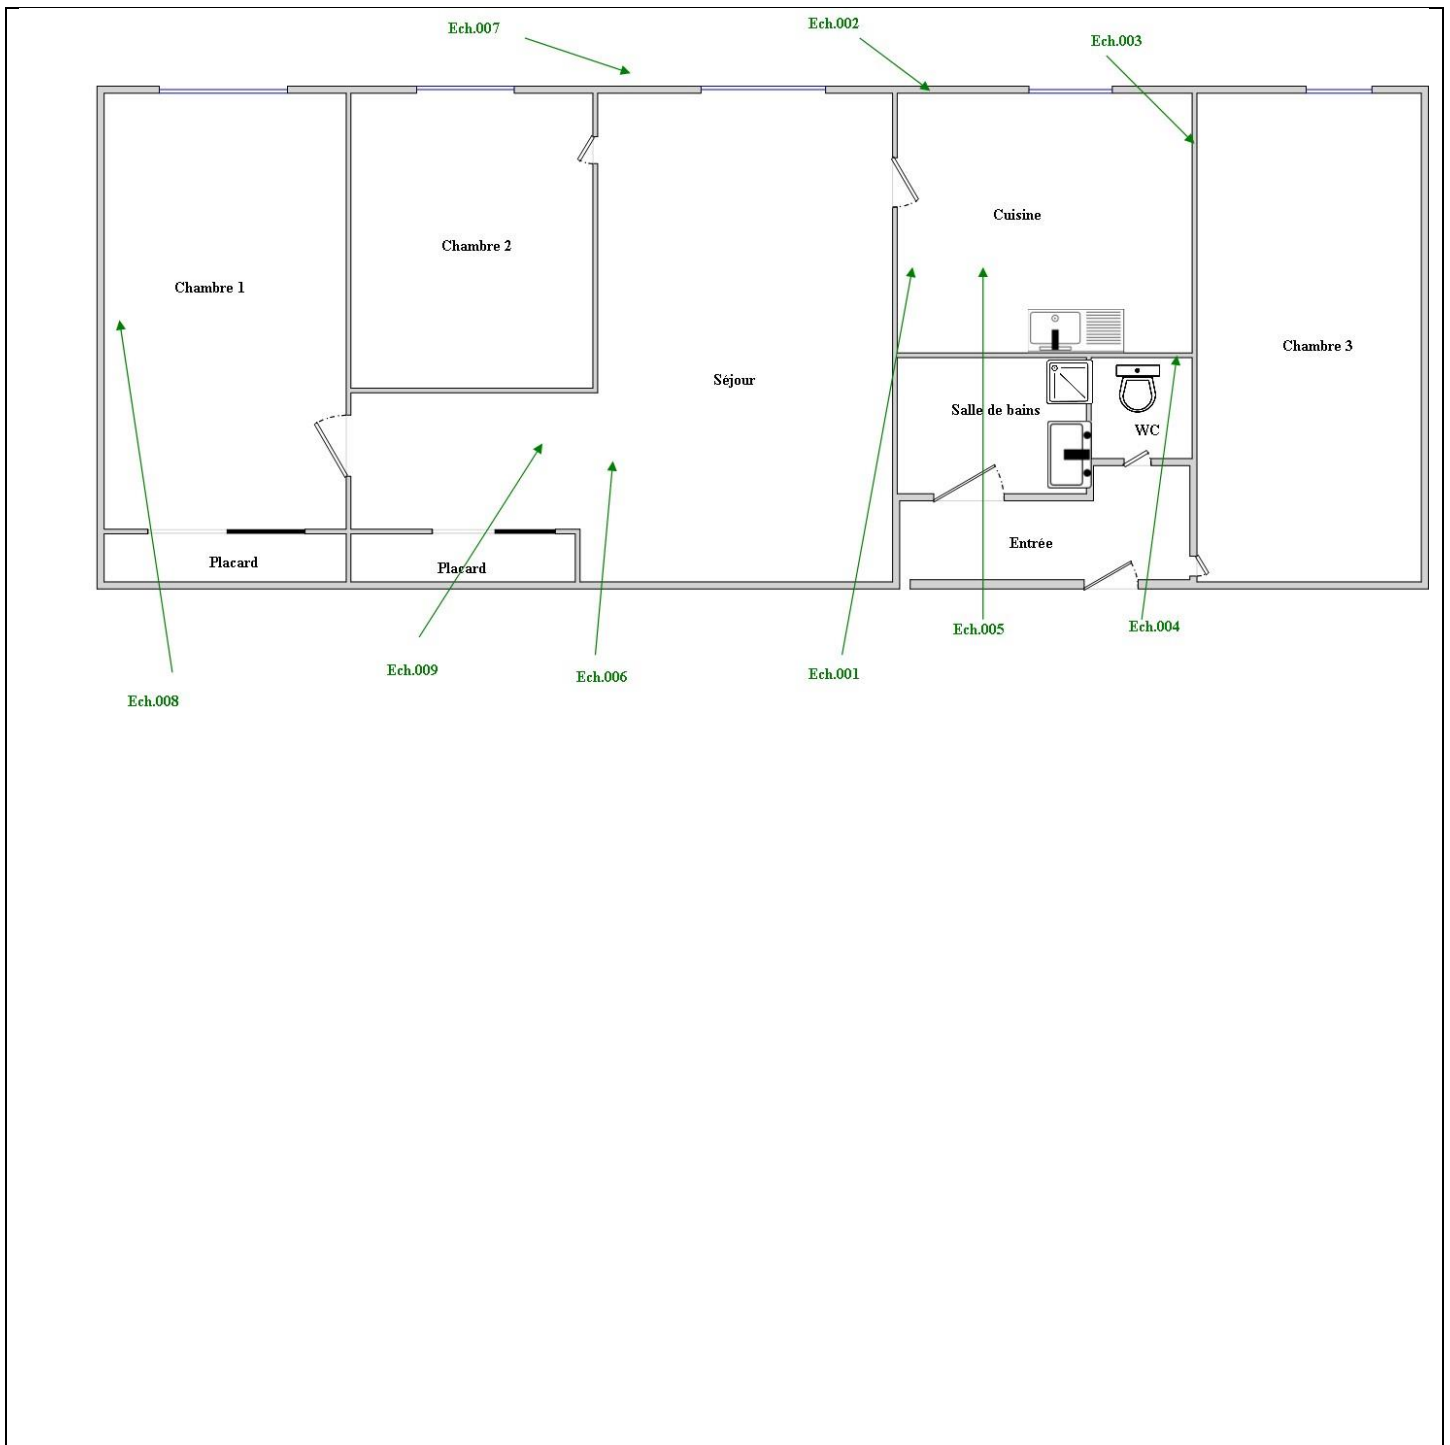 Ech.007
Ech.002
Ech.003
Cuisine
Chambre 2
Chambre 1
Chambre 3
Séjour
Salle de bains
WC
Entrée
Placard
Placard
Ech.005
Ech.004
Ech.009
Ech.006
Ech.001
Ech.008